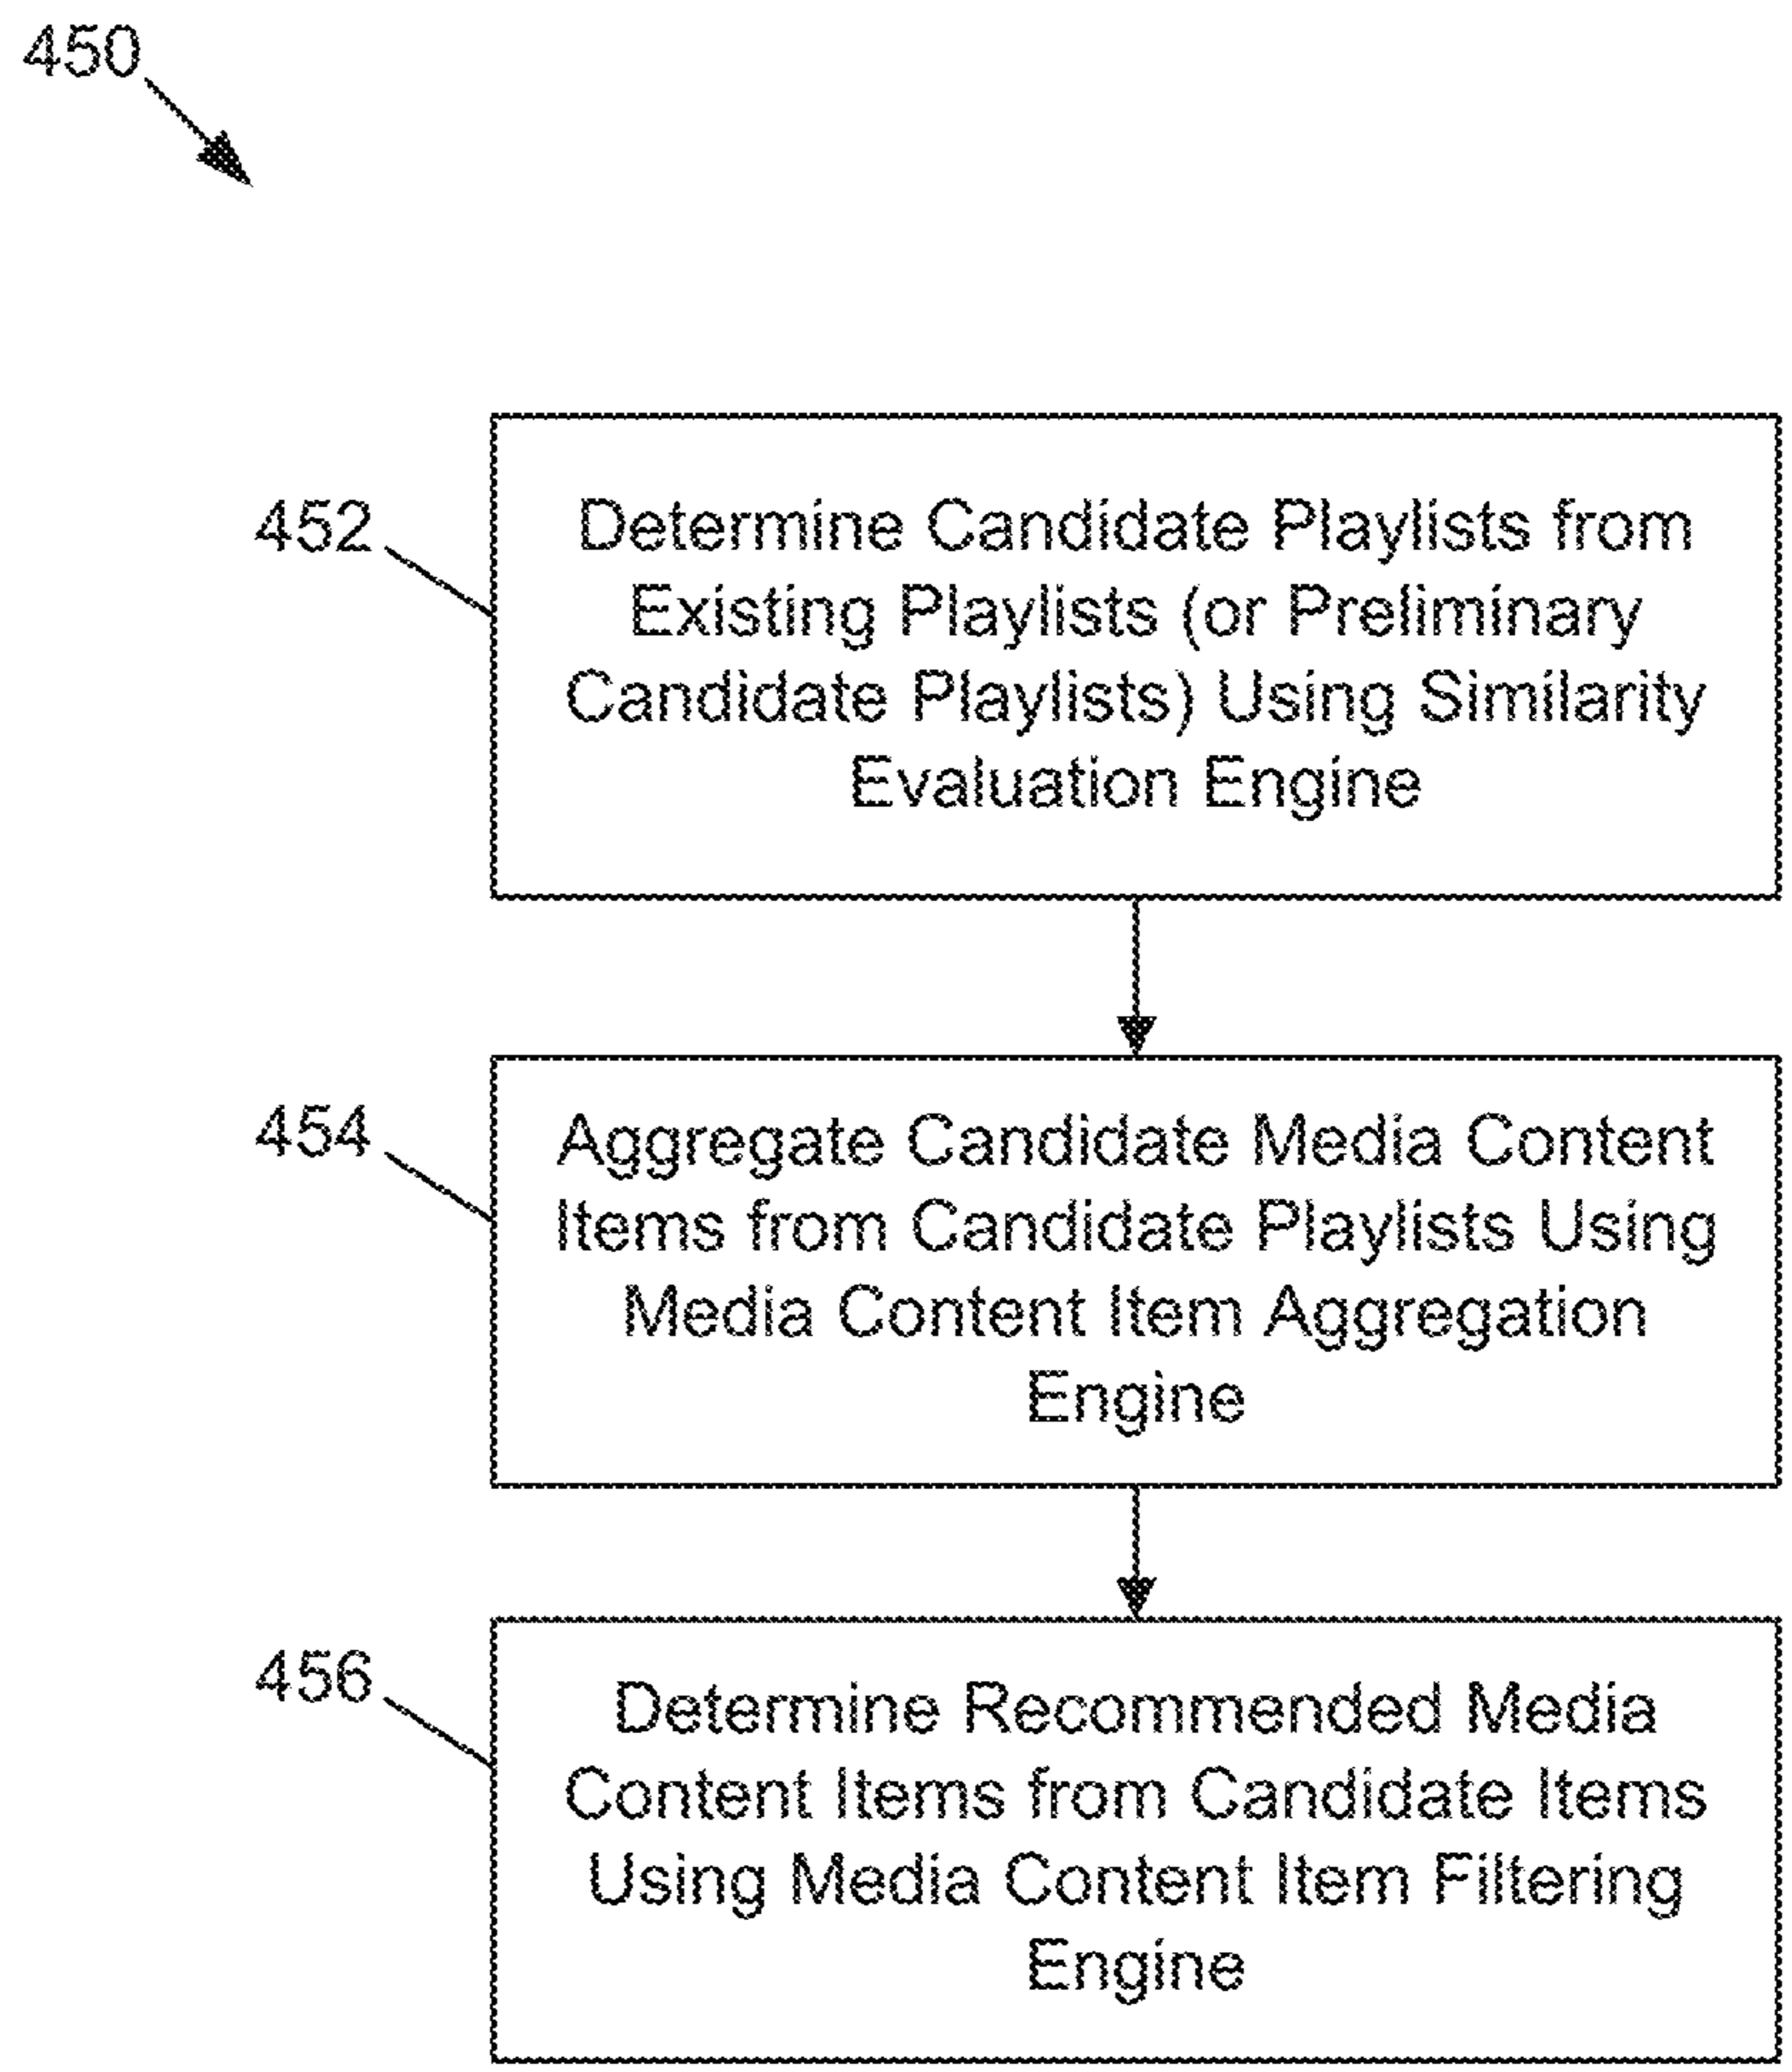 450
452
Determine Candidate Playlists from
Existing Playlists (or Preliminary
Candidate Playlists) Using Similarity
Evaluation Engine
454
Aggregate Candidate Media Content
Items from Candidate Playlists Using
Media Content Item Aggregation
Engine
456
Determine Recommended Media
Content Items from Candidate Items
Using Media Content Item Filtering
Engine